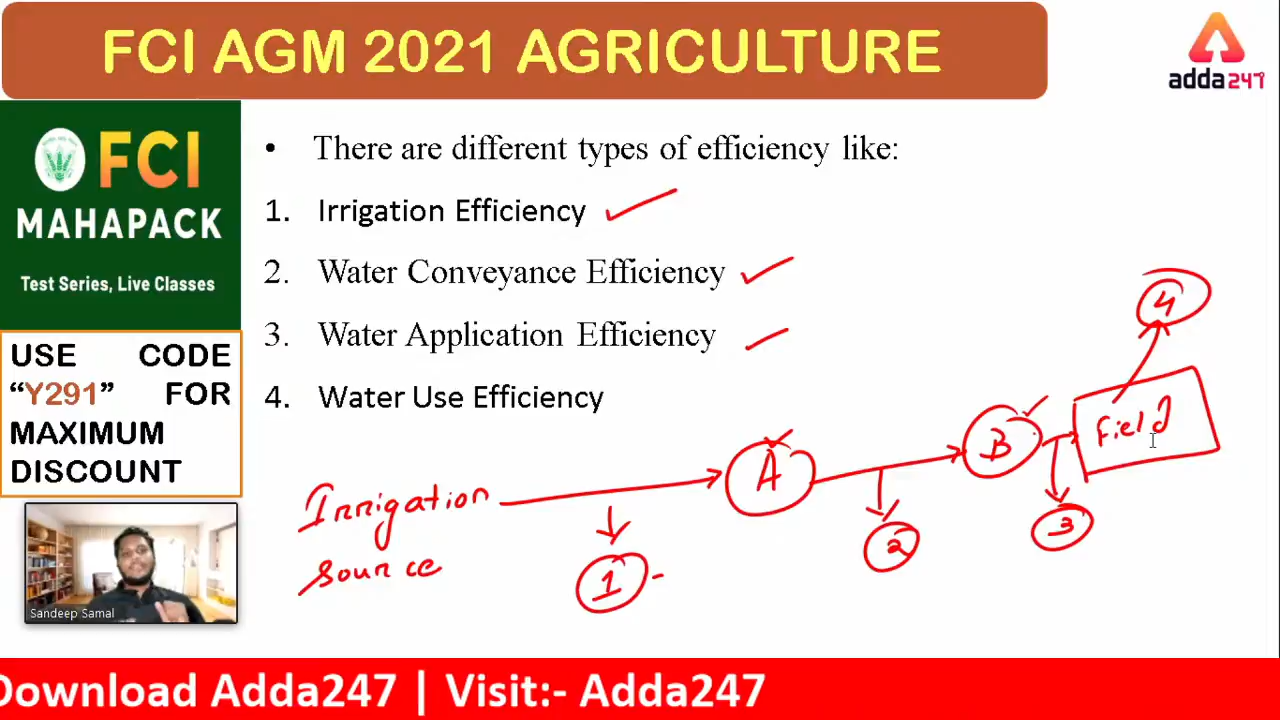 FCI AGM 2021 AGRICULTURE
adda247
FCI
MAHAPACK
Test Series, Live Classes
USE CODE
“Y291” FOR
MAXIMUM
DISCOUNT
Sandeep Samal
• There are different types of efficiency like:
1. Irrigation Efficiency
2. Water Conveyance Efficiency
3. Water Application Efficiency
4. Water Use Efficiency
4
Field
B
A
Irrigation
source
1
2
3
Download Adda247 | Visit:- Adda247